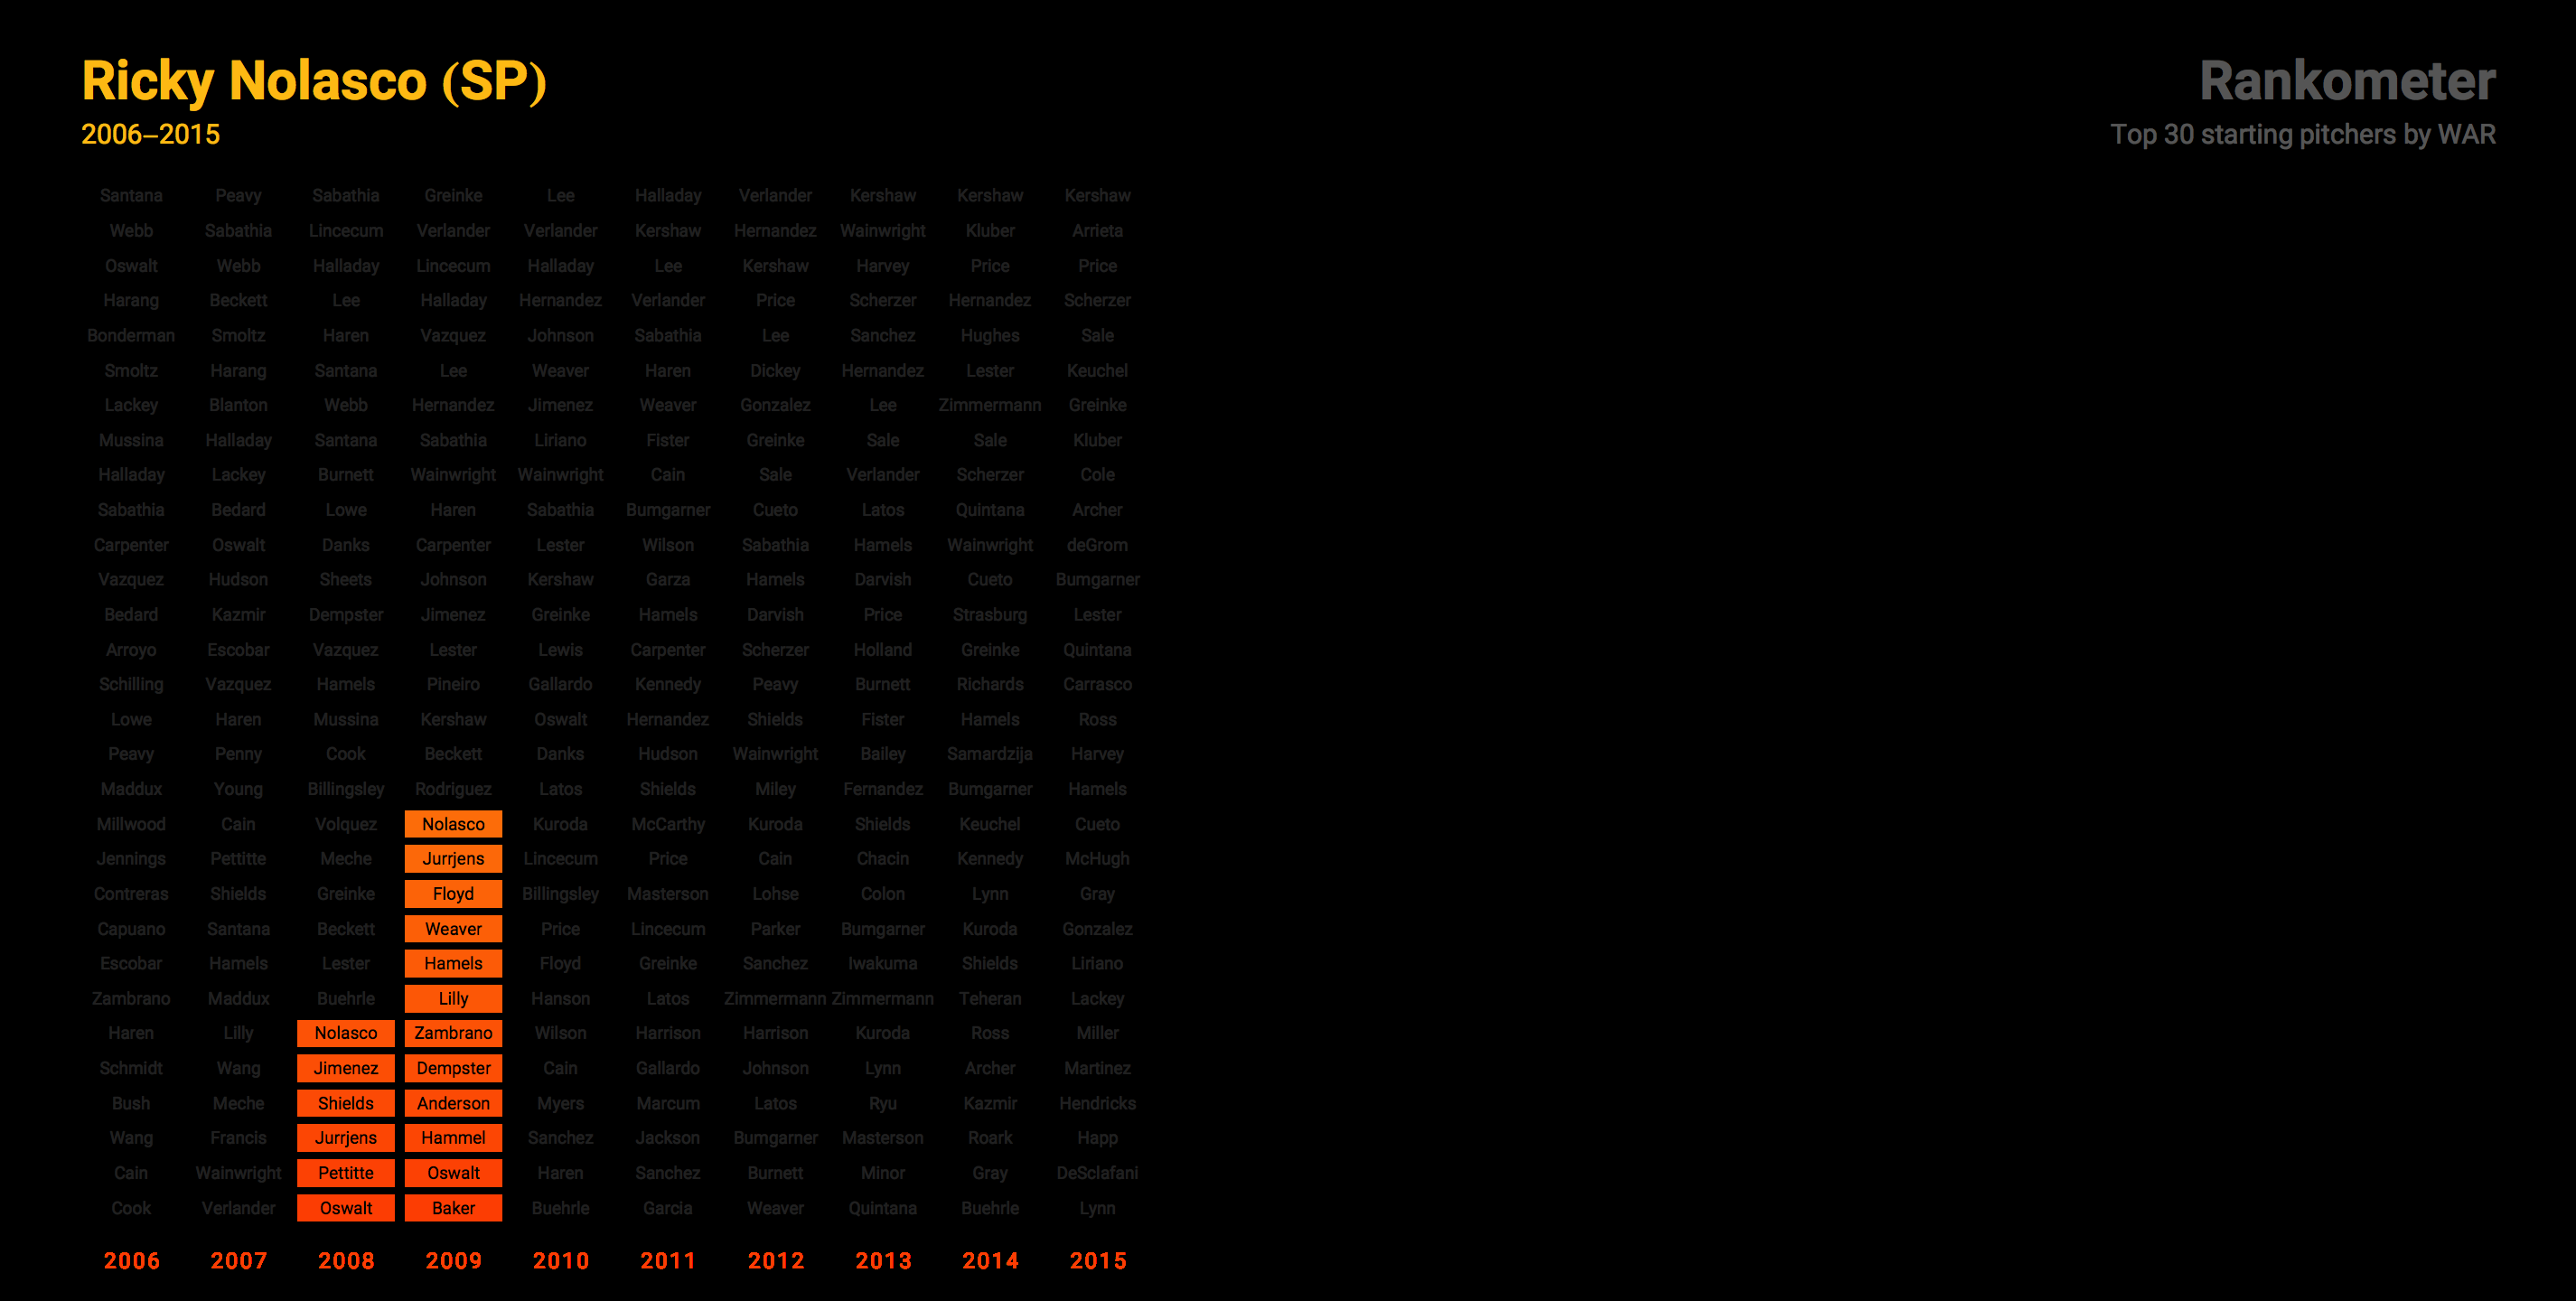 Ricky Nolasco (SP)
2006–2015
Rankometer
Top 30 starting pitchers by WAR
Santana Peavy Sabathia Greinke Lee Halladay Verlander Kershaw Kershaw Kershaw
Webb Sabathia Lincecum Verlander Verlander Kershaw Hernandez Wainwright Kluber Arrieta
Oswalt Webb Halladay Lincecum Halladay Lee Kershaw Harvey Price Price
Harang Beckett Lee Halladay Hernandez Verlander Price Scherzer Hernandez Scherzer
Bonderman Smoltz Haren Vazquez Johnson Sabathia Lee Sanchez Hughes Sale
Smoltz Harang Santana Lee Weaver Haren Dickey Hernandez Lester Keuchel
Lackey Blanton Webb Hernandez Jimenez Weaver Gonzalez Lee Zimmermann Greinke
Mussina Halladay Santana Sabathia Liriano Fister Greinke Sale Sale Kluber
Halladay Lackey Burnett Wainwright Wainwright Cain Sale Verlander Scherzer Cole
Sabathia Bedard Lowe Haren Sabathia Bumgarner Cueto Latos Quintana Archer
Carpenter Oswalt Danks Carpenter Lester Wilson Sabathia Hamels Wainwright deGrom
Vazquez Hudson Sheets Johnson Kershaw Garza Hamels Darvish Cueto Bumgarner
Bedard Kazmir Dempster Jimenez Greinke Hamels Darvish Price Strasburg Lester
Arroyo Escobar Vazquez Lester Lewis Carpenter Scherzer Holland Greinke Quintana
Schilling Vazquez Hamels Pineiro Gallardo Kennedy Peavy Burnett Richards Carrasco
Lowe Haren Mussina Kershaw Oswalt Hernandez Shields Fister Hamels Ross
Peavy Penny Cook Beckett Danks Hudson Wainwright Bailey Samardzija Harvey
Maddux Young Billingsley Rodriguez Latos Shields Miley Fernandez Bumgarner Hamels
Millwood Cain Volquez Nolasco Kuroda McCarthy Kuroda Shields Keuchel Cueto
Jennings Pettitte Meche Jurrjens Lincecum Price Cain Chacin Kennedy McHugh
Contreras Shields Greinke Floyd Billingsley Masterson Lohse Colon Lynn Gray
Capuano Santana Beckett Weaver Price Lincecum Parker Bumgarner Kuroda Gonzalez
Escobar Hamels Lester Hamels Floyd Greinke Sanchez Iwakuma Shields Liriano
Zambrano Maddux Buehrle Lilly Hanson Latos Zimmermann Zimmermann Teheran Lackey
Haren Lilly Nolasco Zambrano Wilson Harrison Harrison Kuroda Ross Miller
Schmidt Wang Jimenez Dempster Cain Gallardo Johnson Lynn Archer Martinez
Bush Meche Shields Anderson Myers Marcum Latos Ryu Kazmir Hendricks
Wang Francis Jurrjens Hammel Sanchez Jackson Bumgarner Masterson Roark Happ
Cain Wainwright Pettitte Oswalt Haren Sanchez Burnett Minor Gray DeSclafani
Cook Verlander Oswalt Baker Buehrle Garcia Weaver Quintana Buehrle Lynn
2006 2007 2008 2009 2010 2011 2012 2013 2014 2015